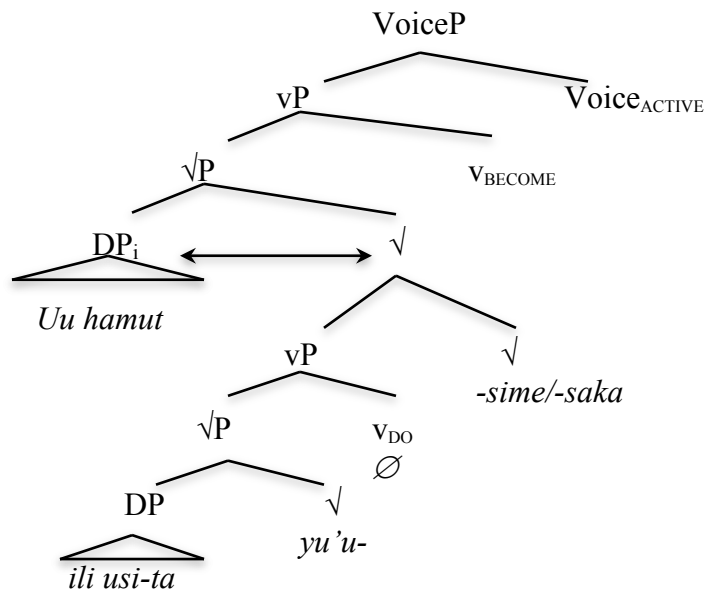 VoiceP
vP Voice_ACTIVE
√P v_BECOME
DP_i √
Uu hamut
vP √
-sime/-saka
√P v_DO
∅
DP √
yu’u-
ili usi-ta